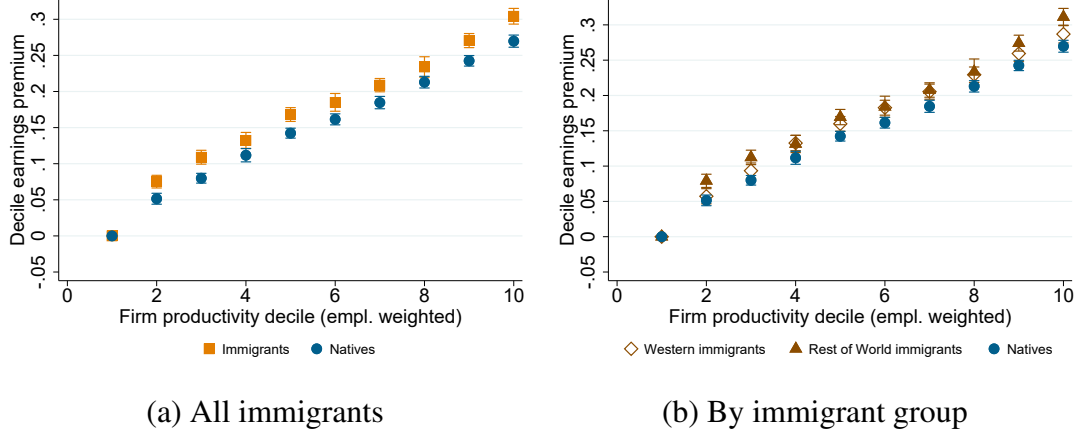 Decile earnings premium
.3
.25
.2
.15
.1
.05
0
-.05
0 2 4 6 8 10
Firm productivity decile (empl. weighted)
Immigrants Natives
(a) All immigrants
Decile earnings premium
.3
.25
.2
.15
.1
.05
0
-.05
0 2 4 6 8 10
Firm productivity decile (empl. weighted)
Western immigrants Rest of World immigrants Natives
(b) By immigrant group